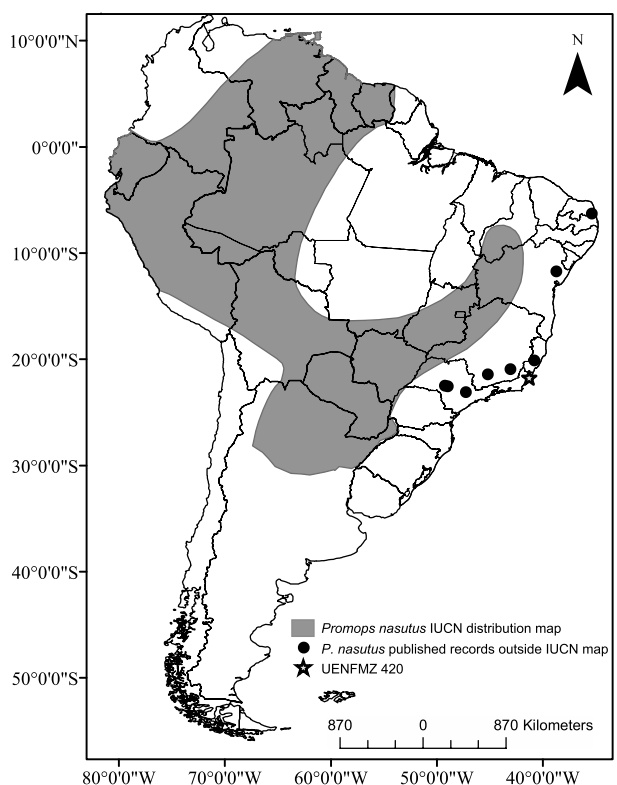 10°0'0"N
N
0°0'0"
10°0'0"S
20°0'0"S
30°0'0"S
40°0'0"S
Promops nasutus IUCN distribution map
P. nasutus published records outside IUCN map
UENFMZ 420
50°0'0"S
870 0 870 Kilometers
80°0'0"W 70°0'0"W 60°0'0"W 50°0'0"W 40°0'0"W